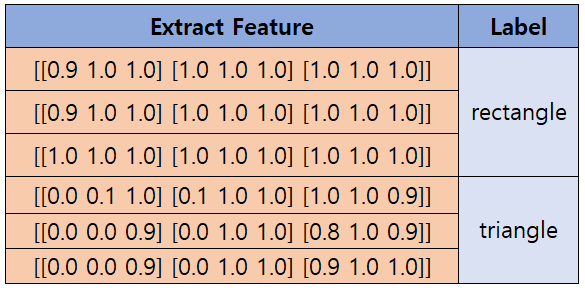 Extract Feature Label
[[0.9 1.0 1.0] [1.0 1.0 1.0] [1.0 1.0 1.0]]
[[0.9 1.0 1.0] [1.0 1.0 1.0] [1.0 1.0 1.0]]
rectangle
[[1.0 1.0 1.0] [1.0 1.0 1.0] [1.0 1.0 1.0]]
[[0.0 0.1 1.0] [0.1 1.0 1.0] [1.0 1.0 0.9]]
[[0.0 0.0 0.9] [0.0 1.0 1.0] [0.8 1.0 0.9]]
triangle
[[0.0 0.0 0.9] [0.0 1.0 1.0] [0.9 1.0 1.0]]